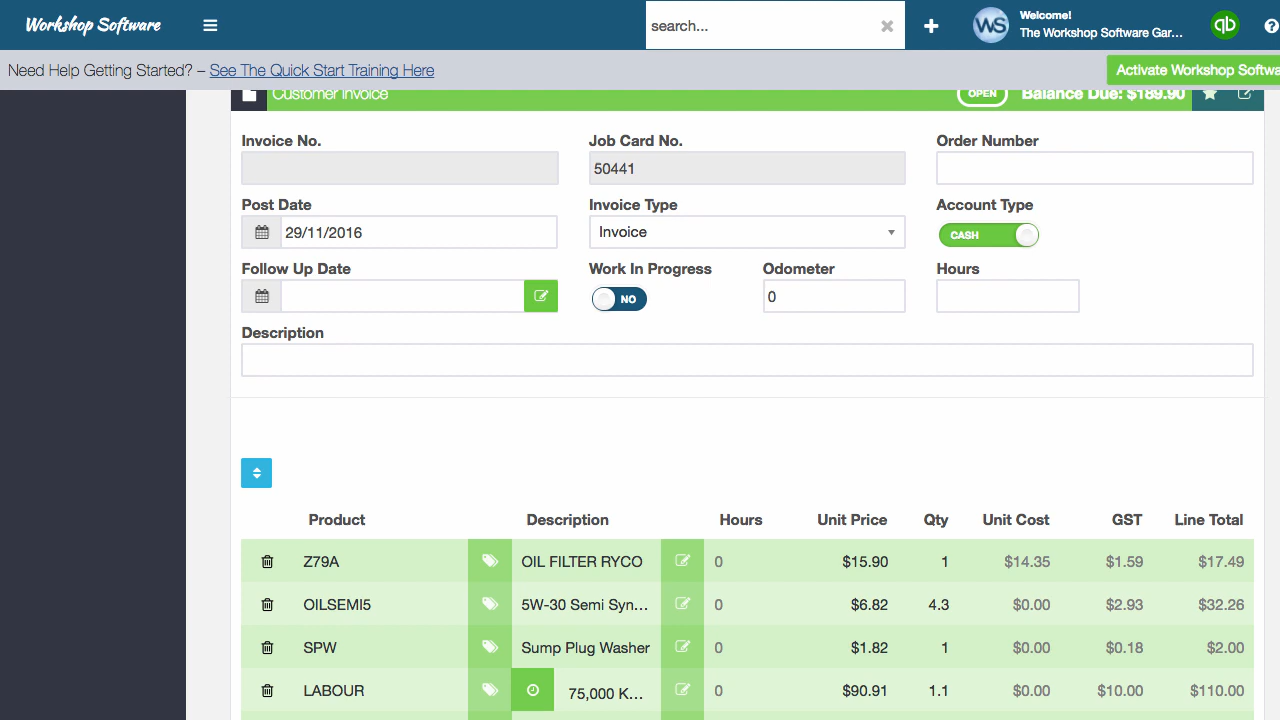 Workshop Software
search...
WS
Welcome!
The Workshop Software Gar...
qb
?
Need Help Getting Started? – See The Quick Start Training Here
Activate Workshop Softwa
Customer Invoice
OPEN
Balance Due: $189.90
Invoice No.
Job Card No.
Order Number
50441
Post Date
Invoice Type
Account Type
29/11/2016
Invoice
CASH
Follow Up Date
Work In Progress
Odometer
Hours
NO
0
Description
Product Description Hours Unit Price Qty Unit Cost GST Line Total
Z79A OIL FILTER RYCO 0 $15.90 1 $14.35 $1.59 $17.49
OILSEMI5 5W-30 Semi Syn... 0 $6.82 4.3 $0.00 $2.93 $32.26
SPW Sump Plug Washer 0 $1.82 1 $0.00 $0.18 $2.00
LABOUR 75,000 K... 0 $90.91 1.1 $0.00 $10.00 $110.00